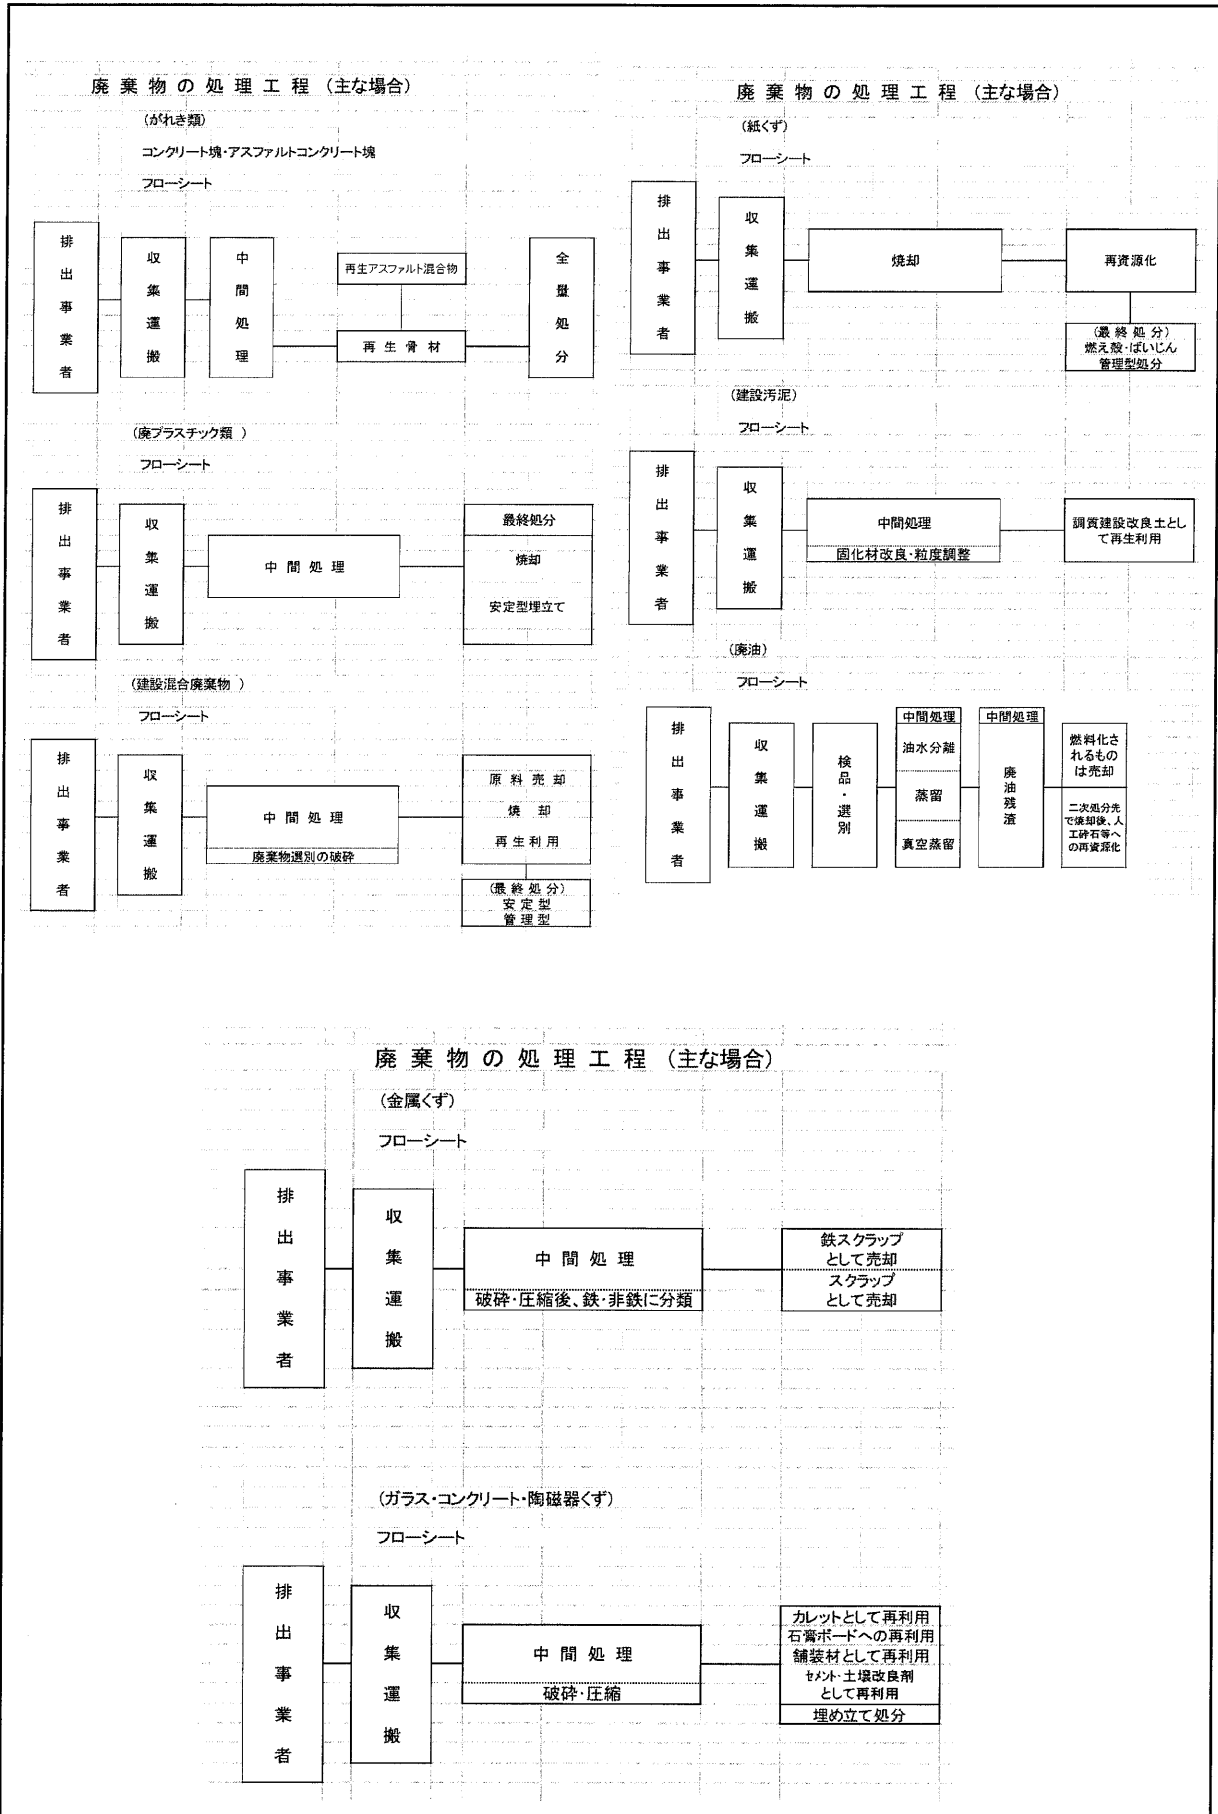 廃棄物の処理工程(主な場合)
(がれき類)
コンクリート塊・アスファルトコンクリート塊
フローシート
排出事業者
収集運搬
中間処理
再生アスファルト混合物
再生骨材
全量処分
(廃プラスチック類 )
フローシート
排出事業者
収集運搬
中間処理
最終処分
焼却
安定型埋立て
(建設混合廃棄物 )
フローシート
排出事業者
収集運搬
中間処理
廃棄物選別の破砕
原料売却
焼却
再生利用
(最終処分)
安定型
管理型
廃棄物の処理工程(主な場合)
(紙くず)
フローシート
排出事業者
収集運搬
焼却
再資源化
(最終処分)
燃え殻・ばいじん
管理型処分
(建設汚泥)
フローシート
排出事業者
収集運搬
中間処理
固化材改良・粒度調整
調質建設改良土とし
て再生利用
(廃油)
フローシート
排出事業者
収集運搬
検品・選別
中間処理
油水分離
蒸留
真空蒸留
中間処理
廃油残渣
燃料化さ
れるもの
は売却
二次処分先
で焼却後、人
工砕石等へ
の再資源化
廃棄物の処理工程(主な場合)
(金属くず)
フローシート
排出事業者
収集運搬
中間処理
破砕・圧縮後、鉄・非鉄に分類
鉄スクラップ
として売却
スクラップ
として売却
(ガラス・コンクリート・陶磁器くず)
フローシート
排出事業者
収集運搬
中間処理
破砕・圧縮
カレットとして再利用
石膏ボードへの再利用
舗装材として再利用
セメント・土壌改良剤
として再利用
埋め立て処分